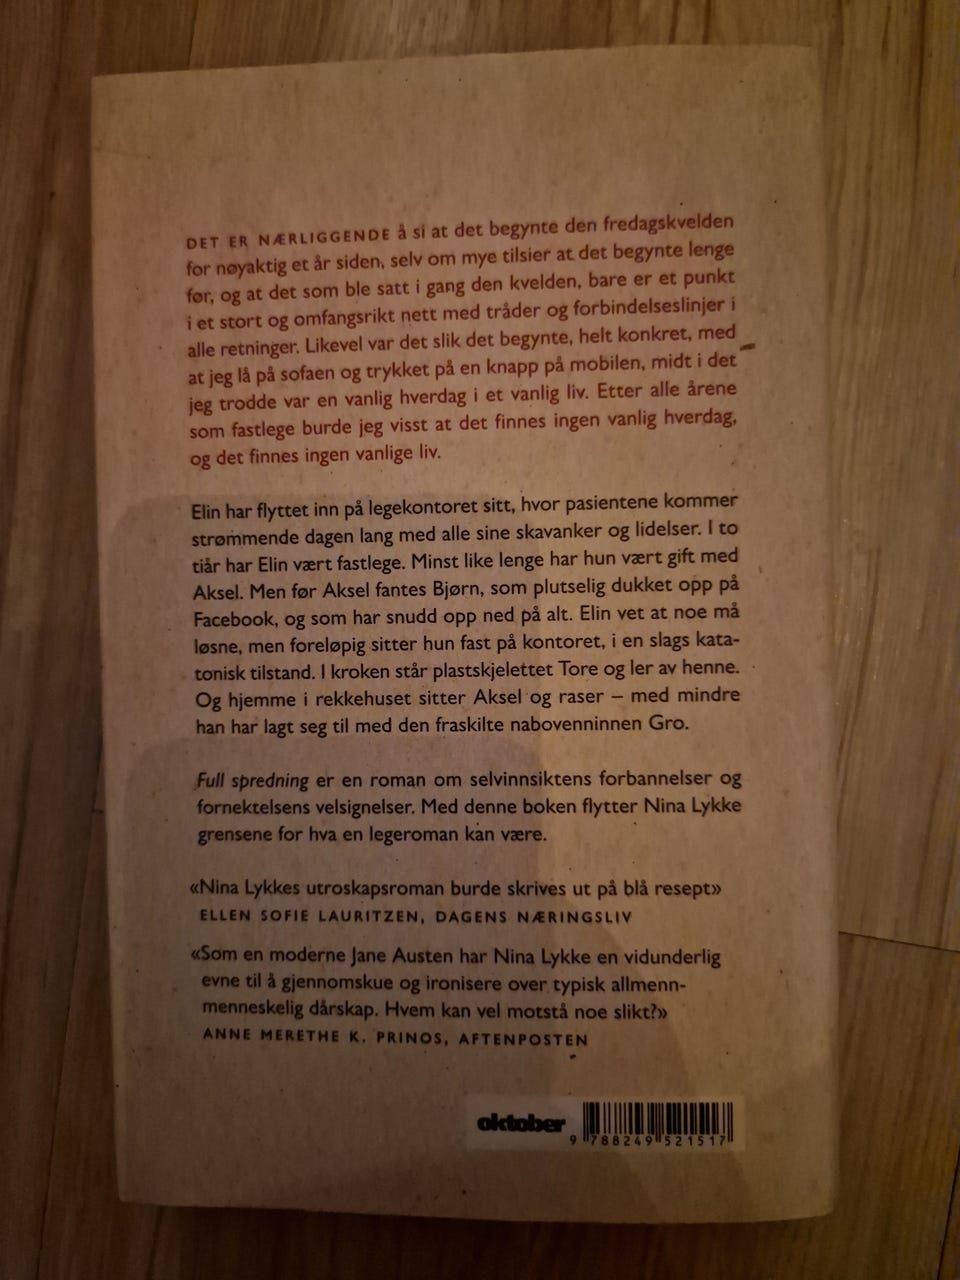 DET ER NÆRLIGGENDE å si at det begynte den fredagskvelden
for nøyaktig et år siden, selv om mye tilsier at det begynte lenge
før, og at det som ble satt i gang den kvelden, bare er et punkt
i et stort og omfangsrikt nett med tråder og forbindelseslinjer i
alle retninger. Likevel var det slik det begynte, helt konkret, med
at jeg lå på sofaen og trykket på en knapp på mobilen, midt i det
jeg trodde var en vanlig hverdag i et vanlig liv. Etter alle årene
som fastlege burde jeg visst at det finnes ingen vanlig hverdag,
og det finnes ingen vanlige liv.
Elin har flyttet inn på legekontoret sitt, hvor pasientene kommer
strømmende dagen lang med alle sine skavanker og lidelser. I to
tiår har Elin vært fastlege. Minst like lenge har hun vært gift med
Aksel. Men før Aksel fantes Bjørn, som plutselig dukket opp på
Facebook, og som har snudd opp ned på alt. Elin vet at noe må
løsne, men foreløpig sitter hun fast på kontoret, i en slags kata-
tonisk tilstand. I kroken står plastskjelettet Tore og ler av henne.
Og hjemme i rekkehuset sitter Aksel og raser – med mindre
han har lagt seg til med den fraskilte nabovenninnen Gro.
Full spredning er en roman om selvinnsiktens forbannelser og
fornektelsens velsignelser. Med denne boken flytter Nina Lykke
grensene for hva en legeroman kan være.
«Nina Lykkes utroskapsroman burde skrives ut på blå resept»
ELLEN SOFIE LAURITZEN, DAGENS NÆRINGSLIV
«Som en moderne Jane Austen har Nina Lykke en vidunderlig
evne til å gjennomskue og ironisere over typisk allmenn-
menneskelig dårskap. Hvem kan vel motstå noe slikt?»
ANNE MERETHE K. PRINOS, AFTENPOSTEN
oktober
9 788249 521517